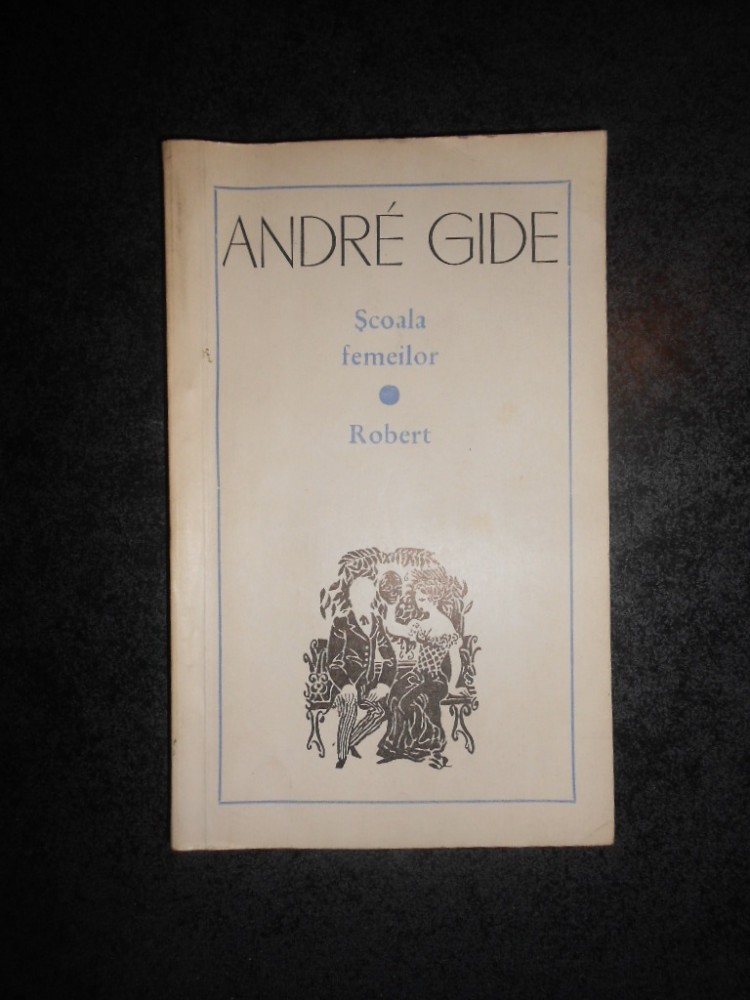 ANDRÉ GIDE
Şcoala
femeilor
Robert